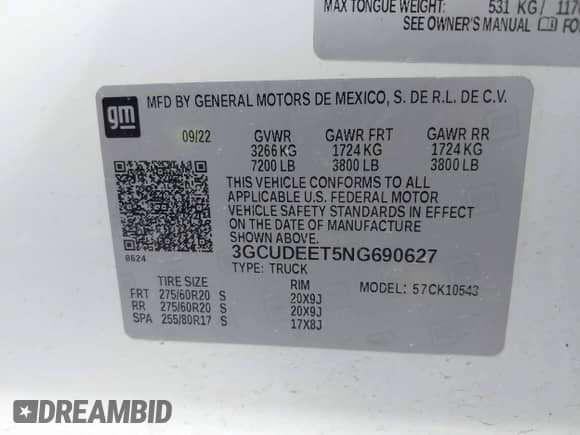 MAX TONGUE WEIGHT: 531 KG/
SEE OWNER'S MANUAL
gm
MFD BY GENERAL MOTORS DE MEXICO, S. DE R.L. DE C.V.
09/22 GVWR GAWR FRT GAWR RR
3266 KG 1724 KG 1724 KG
7200 LB 3800 LB 3800 LB
THIS VEHICLE CONFORMS TO ALL
APPLICABLE U.S. FEDERAL MOTOR
VEHICLE SAFETY STANDARDS IN EFFECT
ON THE DATE OF MANUFACTURE
SHOWN ABOVE.
3GCUDEET5NG690627
8624
TYPE: TRUCK
TIRE SIZE RIM MODEL: 57CK10543
FRT 275/60R20 S 20X9J
RR 275/60R20 S 20X9J
SPA 255/80R17 S 17X8J
DREAMBID